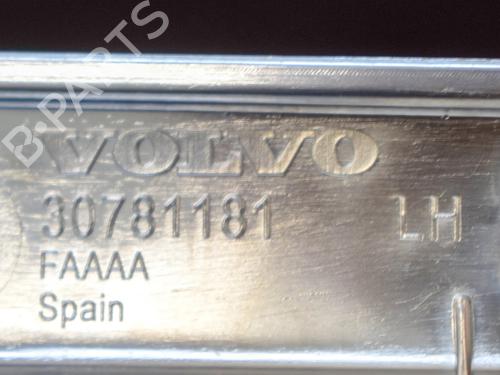 B-PARTS
VOLVO
30781181 LH
FAAAA
Spain